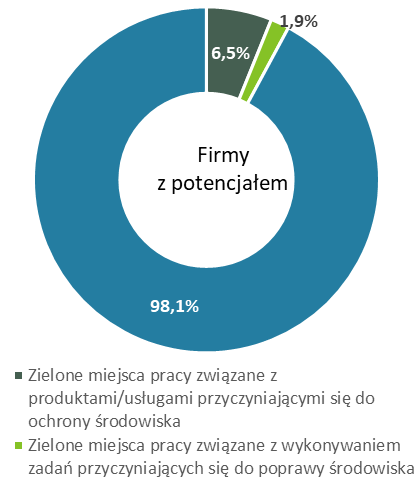 1,9%
6,5%
Firmy
z potencjałem
98,1%
Zielone miejsca pracy związane z
produktami/usługami przyczyniającymi się do
ochrony środowiska
Zielone miejsca pracy związane z wykonywaniem
zadań przyczyniających się do poprawy środowiska